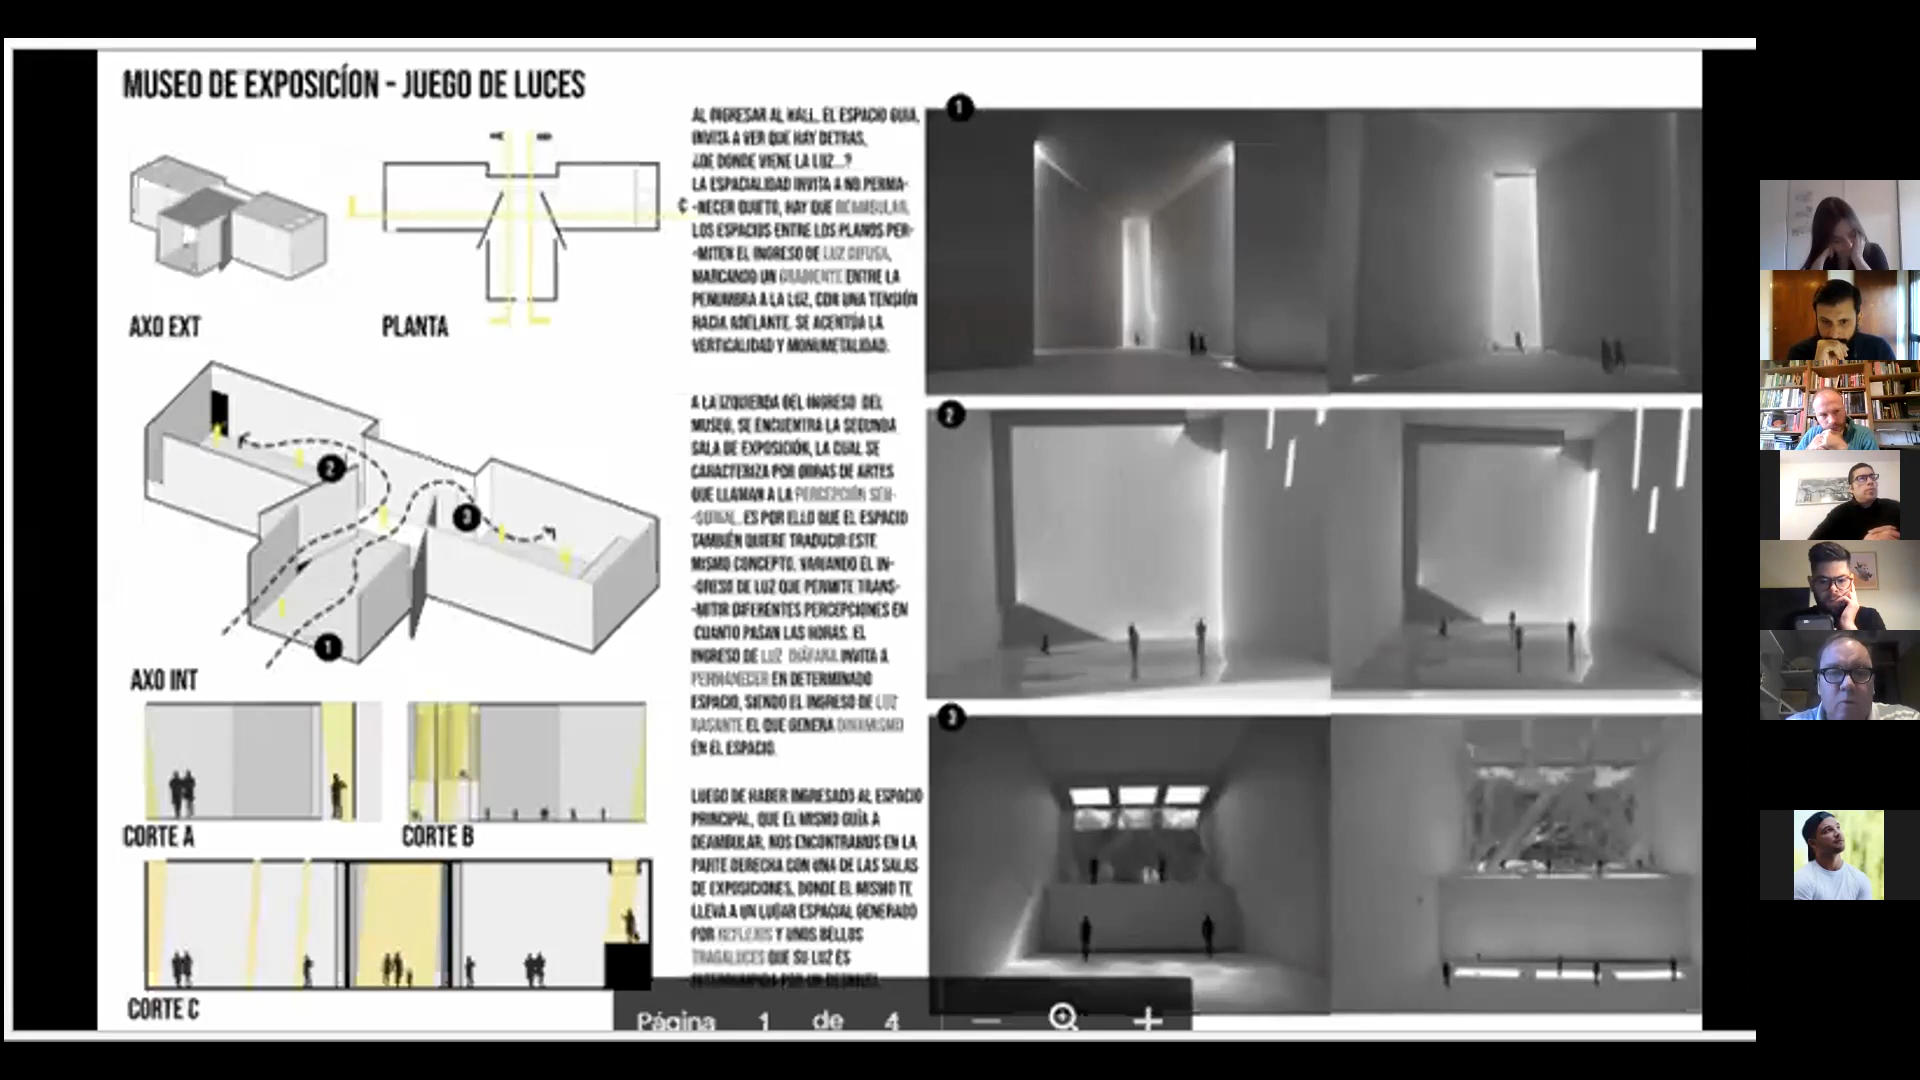 MUSEO DE EXPOSICÍON - JUEGO DE LUCES
AXO EXT
PLANTA
C
AXO INT
1
2
3
CORTE A
CORTE B
CORTE C
AL INGRESAR AL HALL, EL ESPACIO GUIA,
INVITA A VER QUE HAY DETRAS,
¿DE DONDE VIENE LA LUZ...?
LA ESPACIALIDAD INVITA A NO PERMA-
-NECER QUIETO, HAY QUE DEAMBULAR.
LOS ESPACIOS ENTRE LOS PLANOS PER-
-MITEN EL INGRESO DE LUZ DIFUSA,
MARCANDO UN GRADIENTE ENTRE LA
PENUMBRA A LA LUZ, CON UNA TENSIÓN
HACIA ADELANTE. SE ACENTÚA LA
VERTICALIDAD Y MONUMETALIDAD.
A LA IZQUIERDA DEL INGRESO DEL
MUSEO, SE ENCUENTRA LA SEGUNDA
SALA DE EXPOSICIÓN, LA CUAL SE
CARACTERIZA POR OBRAS DE ARTES
QUE LLAMAN A LA PERCEPCIÓN SEN-
-SORIAL. ES POR ELLO QUE EL ESPACIO
TAMBIÉN QUIERE TRADUCIR ESTE
MISMO CONCEPTO, VARIANDO EL IN-
-GRESO DE LUZ QUE PERMITE TRANS-
-MITIR DIFERENTES PERCEPCIONES EN
CUANTO PASAN LAS HORAS. EL
INGRESO DE LUZ DIÁFANA INVITA A
PERMANECER EN DETERMINADO
ESPACIO, SIENDO EL INGRESO DE LUZ
RASANTE EL QUE GENERA DINAMISMO
EN EL ESPACIO.
LUEGO DE HABER INGRESADO AL ESPACIO
PRINCIPAL, QUE EL MISMO GUÍA A
DEAMBULAR, NOS ENCONTRAMOS EN LA
PARTE DERECHA CON UNA DE LAS SALAS
DE EXPOSICIONES, DONDE EL MISMO TE
LLEVA A UN LUGAR ESPACIAL GENERADO
POR REFLEJOS Y UNOS BELLOS
TRAGALUCES QUE SU LUZ ES
1
2
3
Página 1 de 4